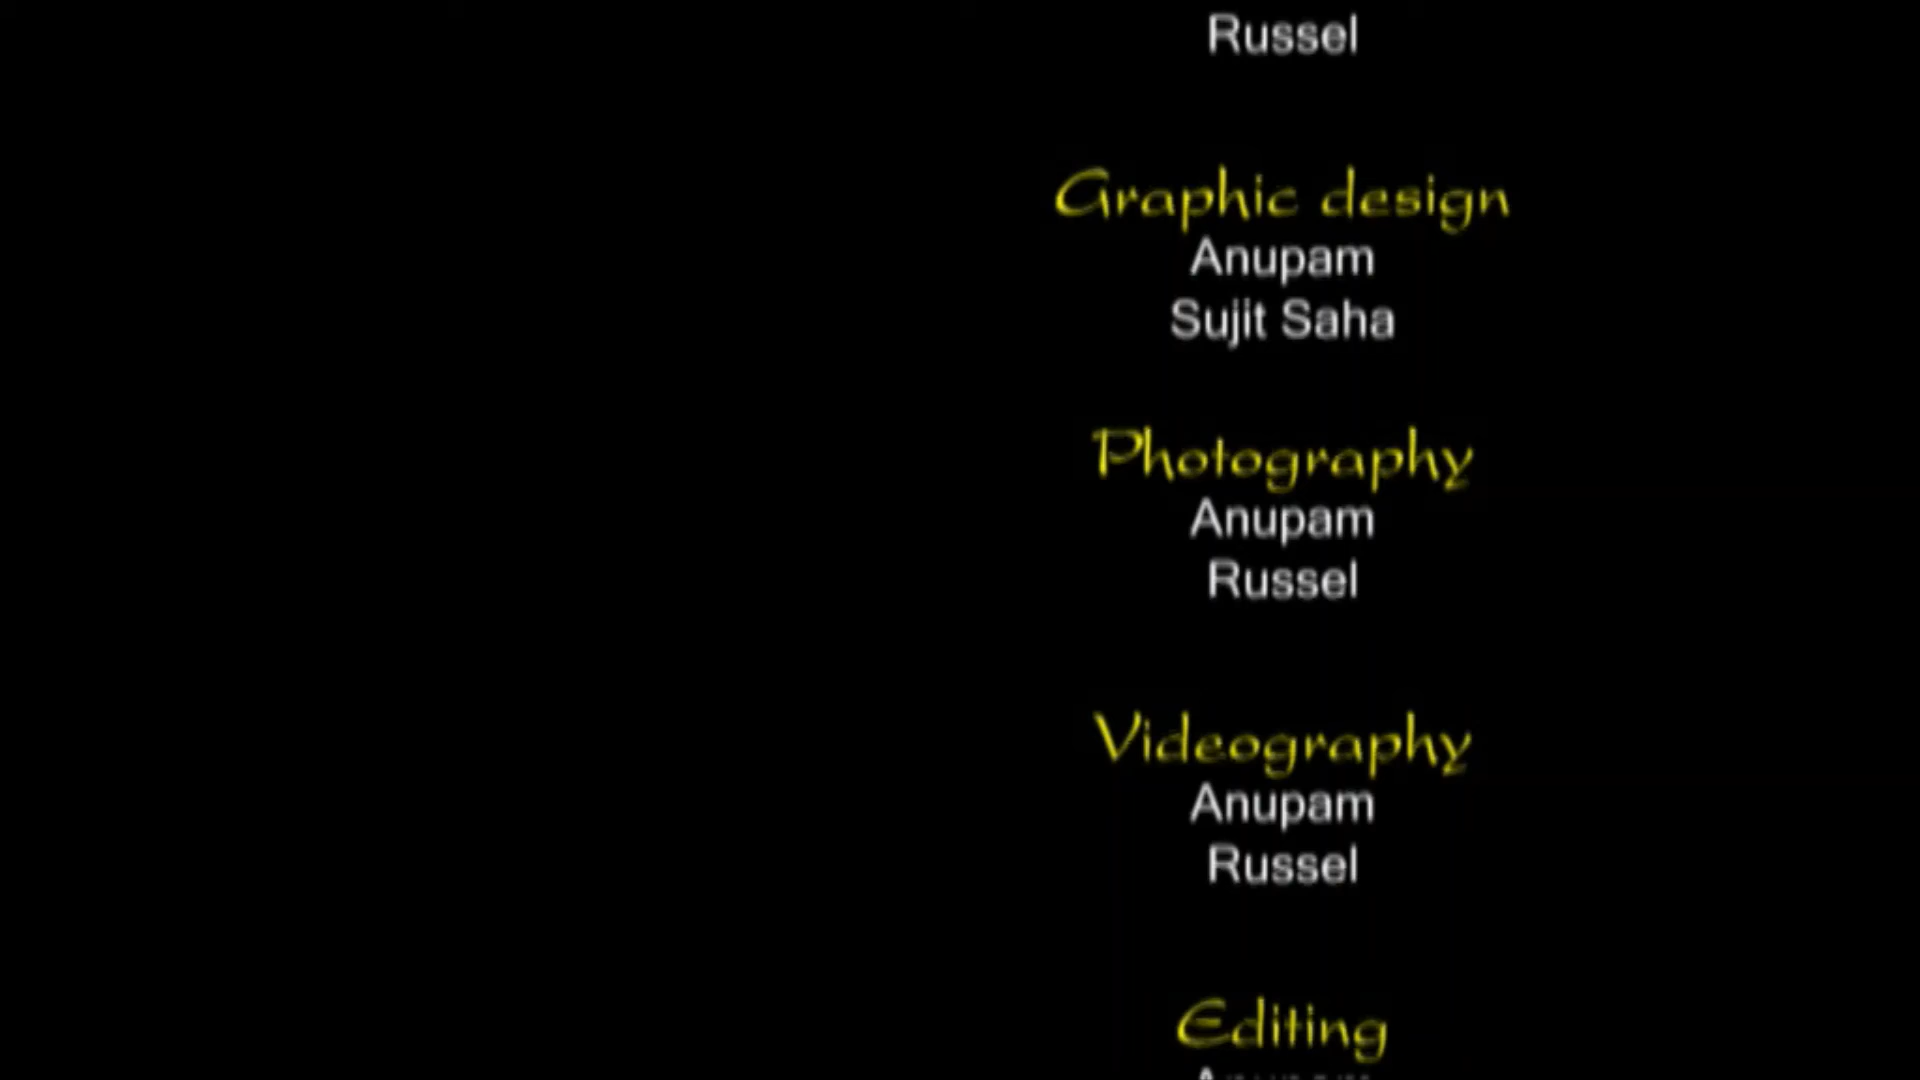 Russel
Graphic design
Anupam
Sujit Saha
Photography
Anupam
Russel
Videography
Anupam
Russel
Editing